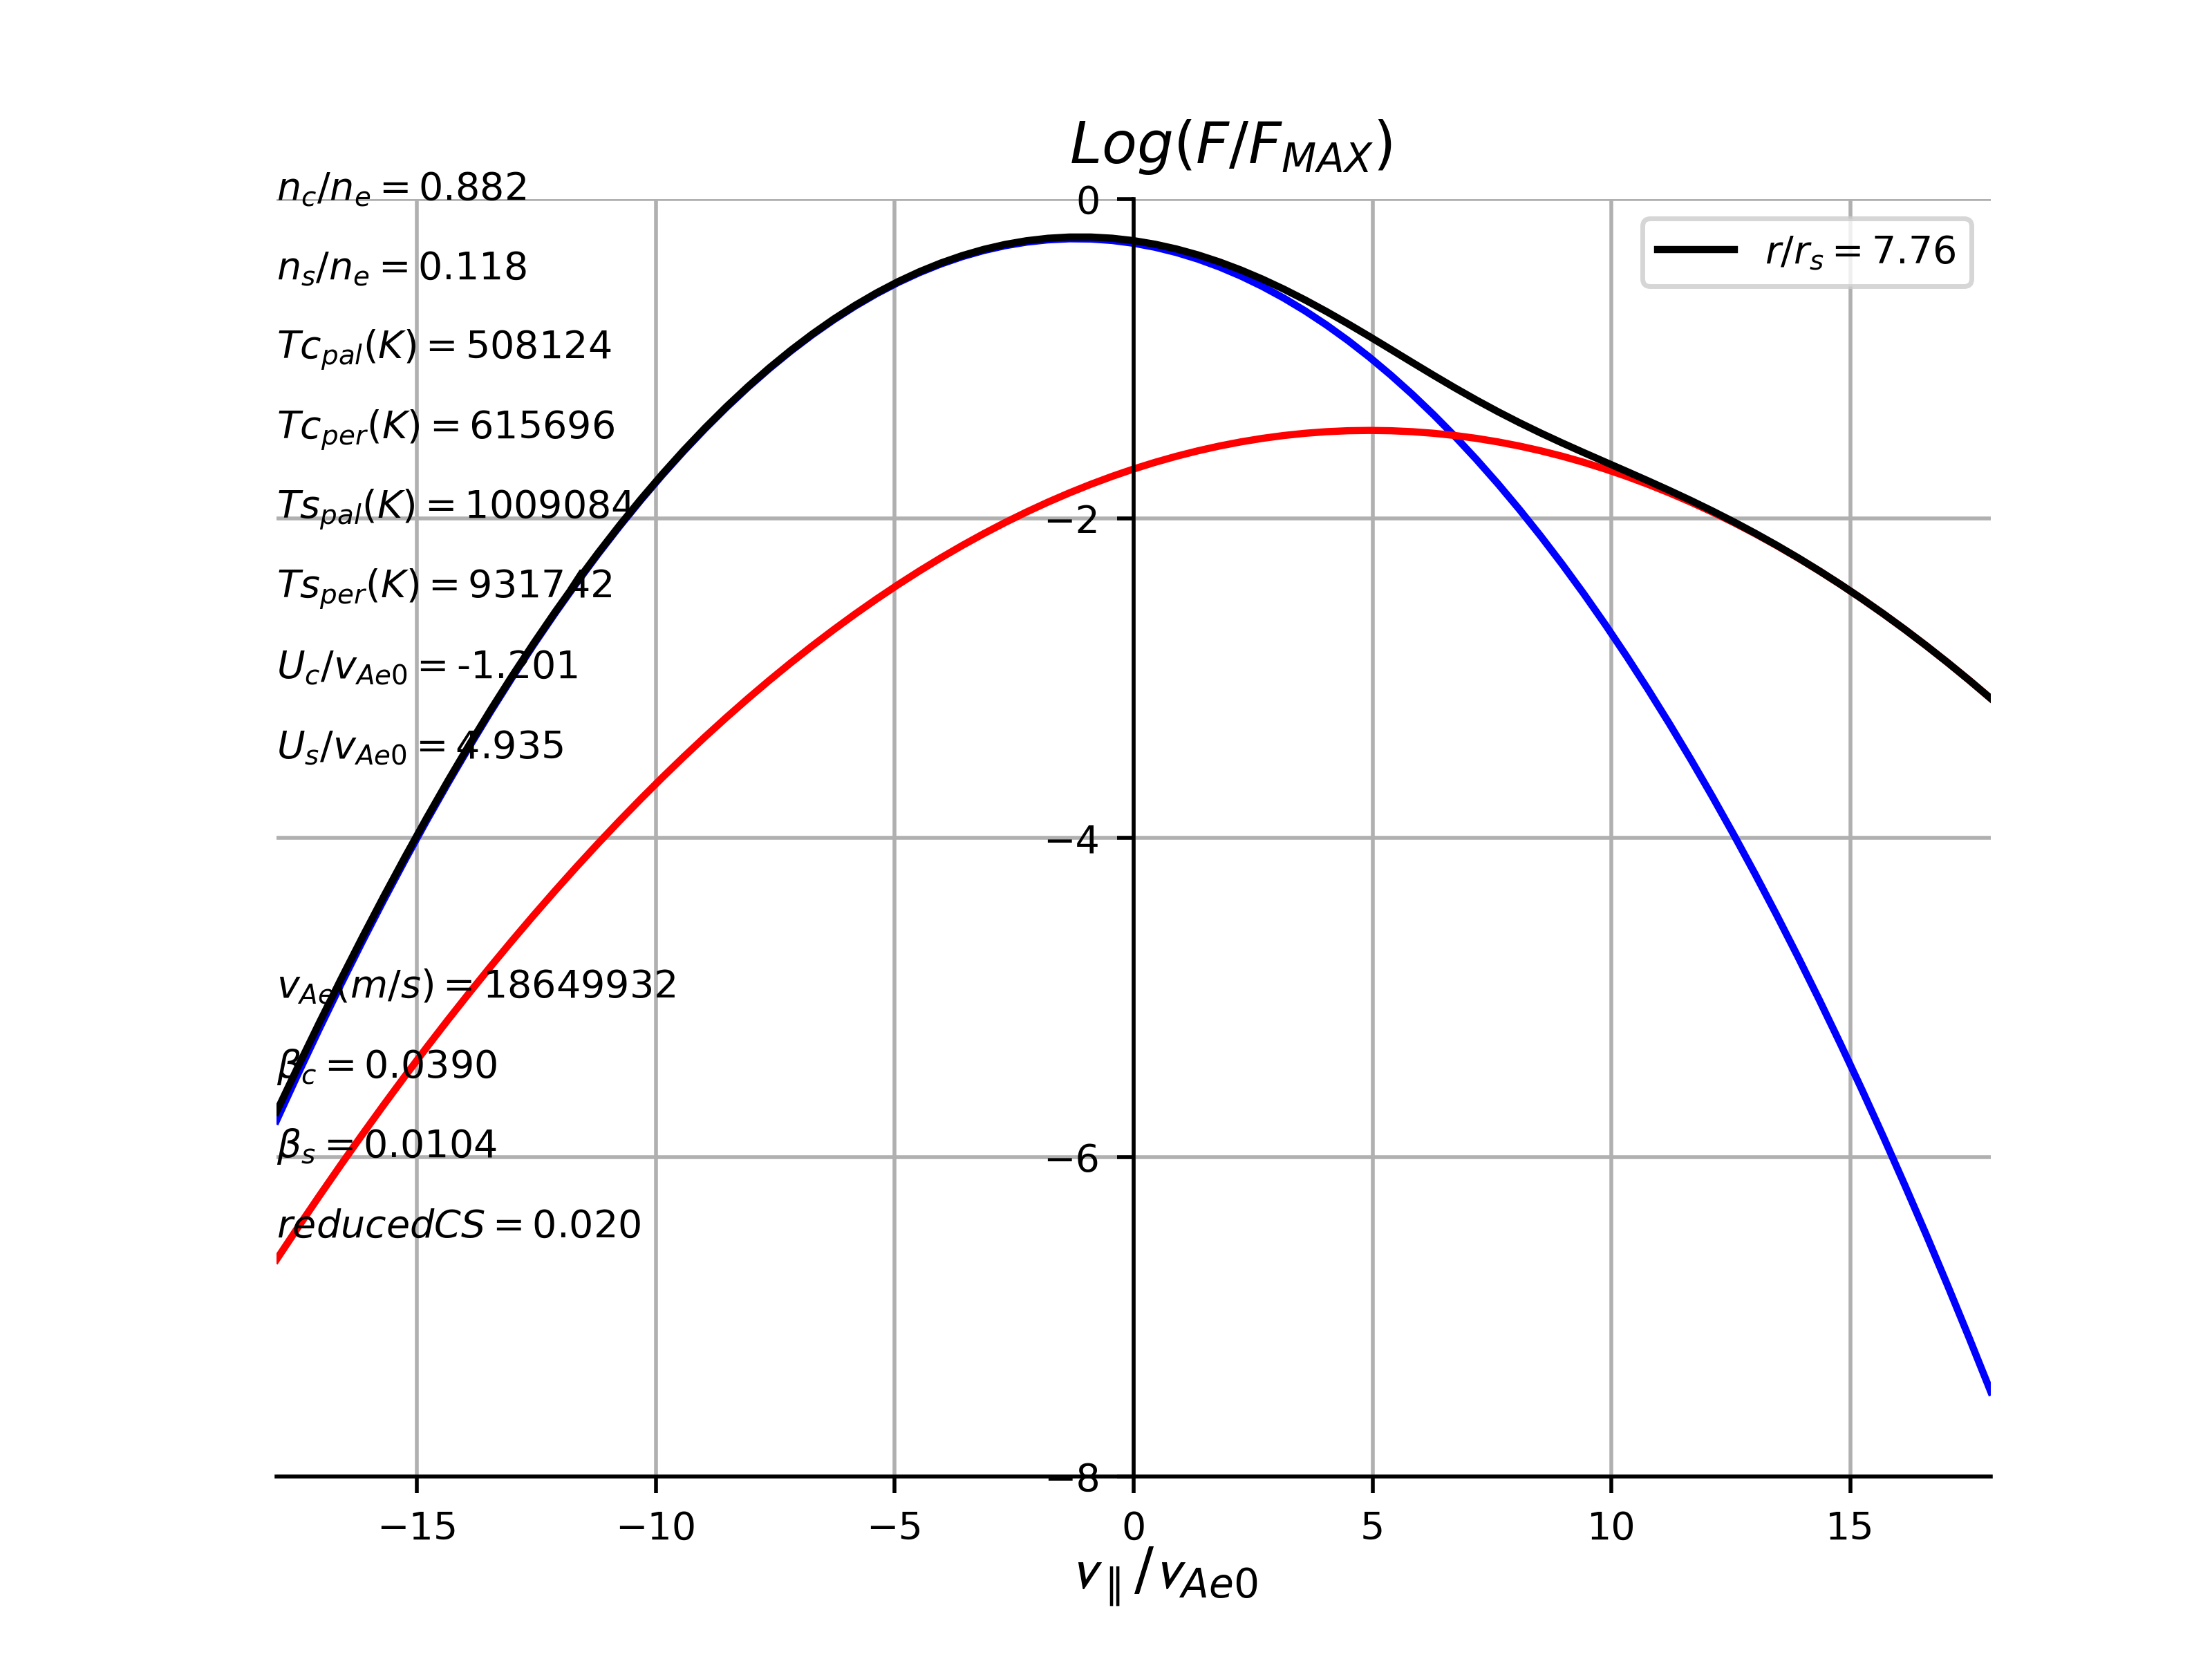 Log(F/F_MAX)
n_c/n_e = 0.882
n_s/n_e = 0.118
Tc_pal(K) = 508124
Tc_per(K) = 615696
Ts_pal(K) = 1009084
Ts_per(K) = 931742
U_c/v_Ae0 = -1.201
U_s/v_Ae0 = 4.935
v_Ae(m/s) = 18649932
β_c = 0.0390
β_s = 0.0104
reducedCS = 0.020
r/r_s = 7.76
0
−2
−4
−6
−8
−15 −10 −5 0 5 10 15
v_∥/v_Ae0